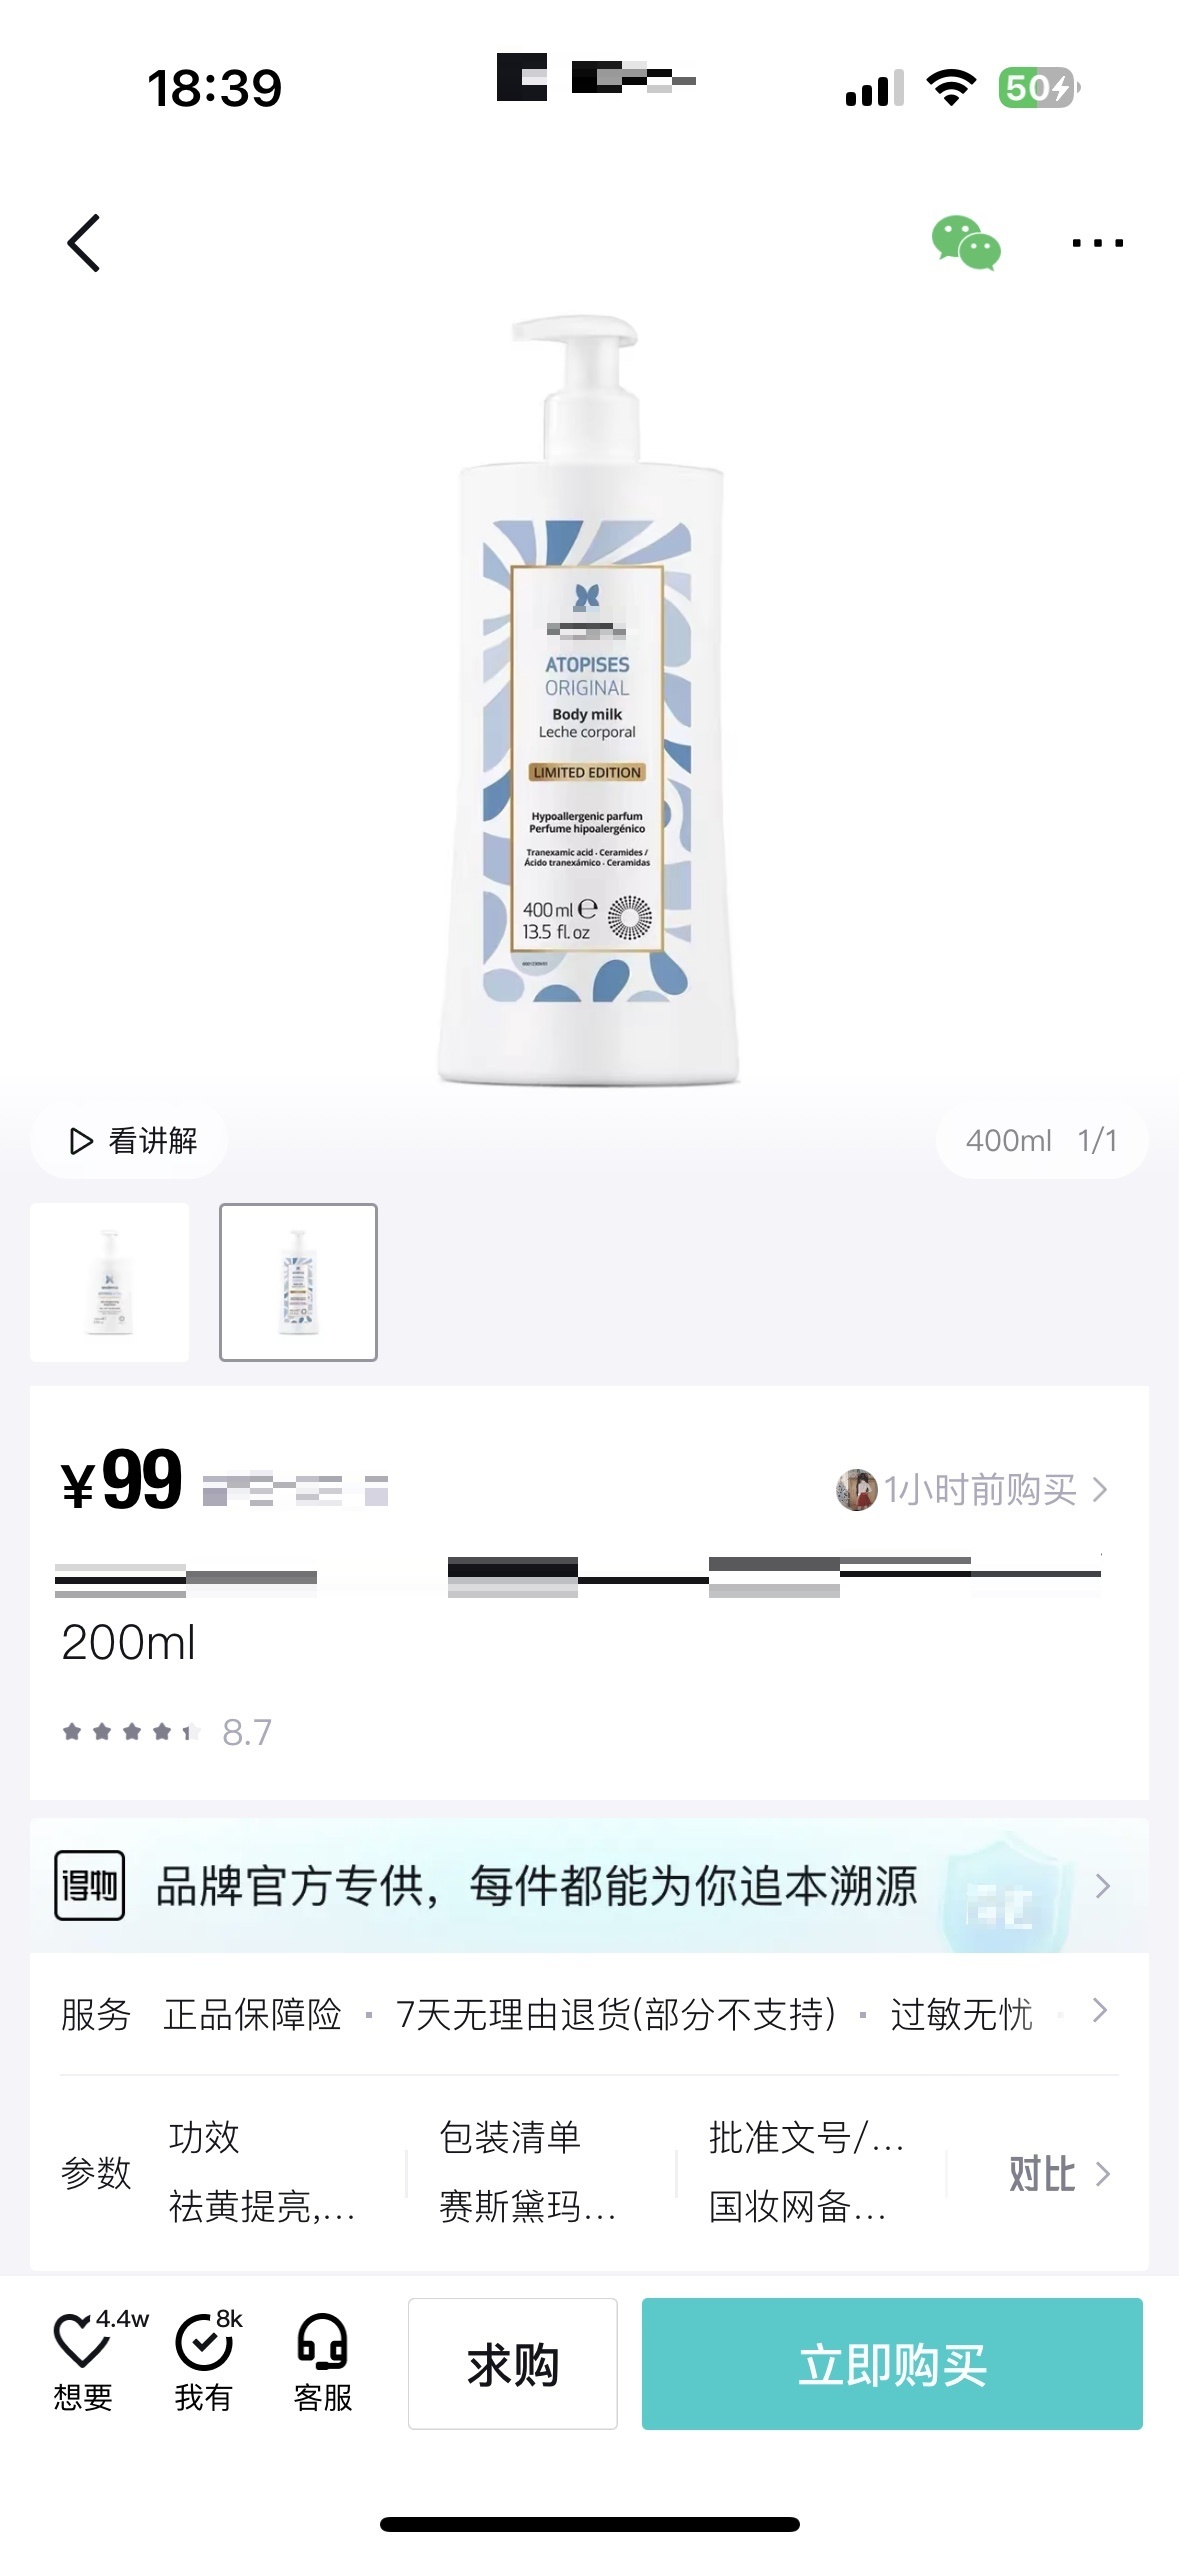 18:39
50
ATOPISES
ORIGINAL
Body milk
Leche corporal
LIMITED EDITION
Hypoallergenic parfum
Perfume hipoalergénico
Tranexamic acid - Ceramides /
Ácido tranexámico - Ceramidas
400 ml e
13.5 fl. oz
看讲解
400ml 1/1
¥99
1小时前购买
200ml
8.7
得物 品牌官方专供，每件都能为你追本溯源
服务 正品保障险 · 7天无理由退货(部分不支持) · 过敏无忧
参数 功效 包装清单 批准文号/...
祛黄提亮,... 赛斯黛玛... 国妆网备...
对比
4.4w 8k
想要 我有 客服 求购 立即购买